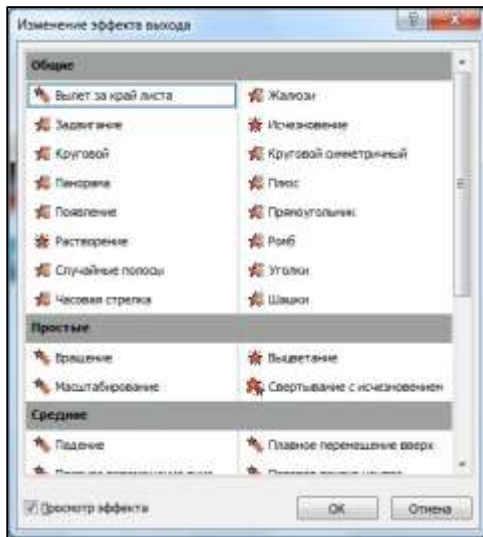 Изменение эффекта выхода
Общие
Вылет за край листа
Жалюзи
Задвигание
Исчезновение
Круговой
Круговой симметричный
Панорама
Плюс
Появление
Прямоугольник
Растворение
Ромб
Случайные полосы
Уголки
Часовая стрелка
Шашки
Простые
Вращение
Выцветание
Масштабирование
Свертывание с исчезновением
Средние
Падение
Плавное перемещение вверх
Просмотр эффекта
ОК
Отмена